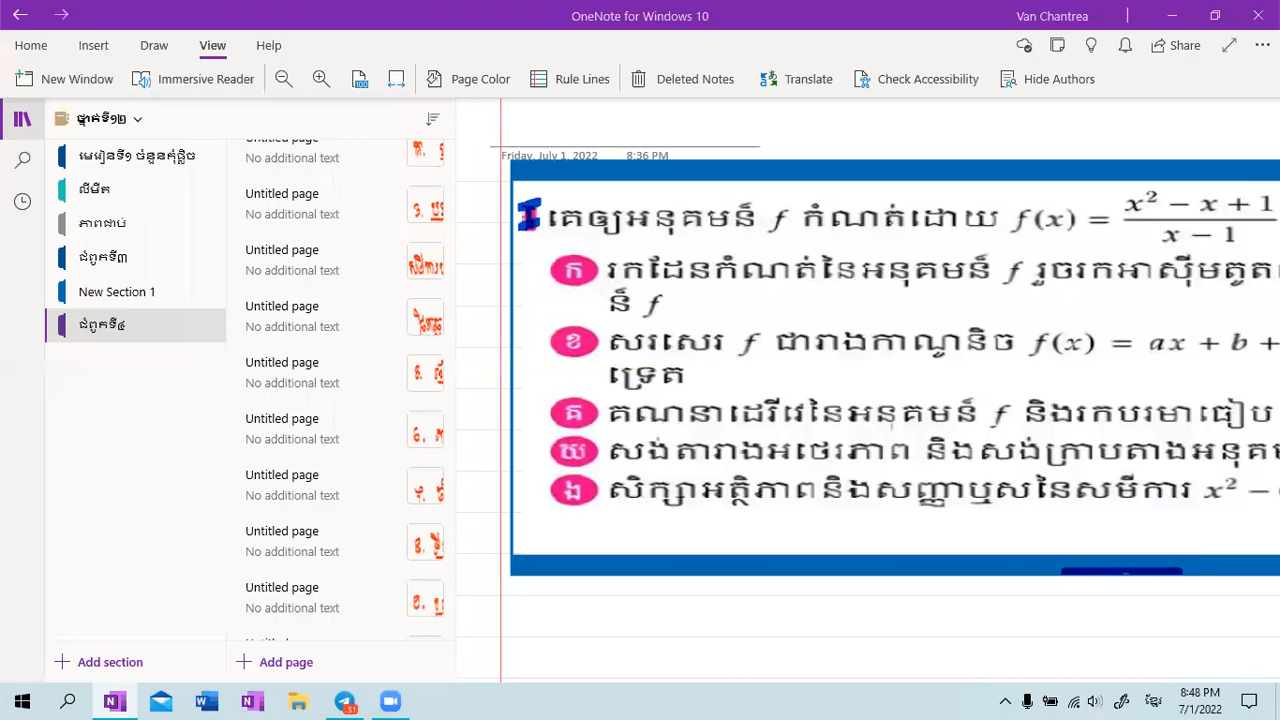 OneNote for Windows 10
Van Chantrea
Home Insert Draw View Help
Share
New Window Immersive Reader Page Color Rule Lines Deleted Notes Translate Check Accessibility Hide Authors
ថ្នាក់ទី១២
មេរៀនទី១ ចំនួនកុំផ្លិច
លីមីត
ភាពជាប់
ជំពូកទី៣
New Section 1
ជំពូកទី៤
Untitled page
No additional text
Untitled page
No additional text
Untitled page
No additional text
Untitled page
No additional text
Untitled page
No additional text
Untitled page
No additional text
Untitled page
No additional text
Untitled page
No additional text
Untitled page
No additional text
Add section
Add page
Friday, July 1, 2022 8:36 PM
I គេឲ្យអនុគមន៍ f កំណត់ដោយ f(x) = (x² − x + 1)/(x − 1)
ក រកដែនកំណត់នៃអនុគមន៍ f រួចរកអាស៊ីមតូត
ន៍ f
ខ សរសេរ f ជារាងកាណូនិច f(x) = ax + b +
ទ្រេត
គ គណនាដេរីវេនៃអនុគមន៍ f និងរកបរមាធៀប
ឃ សង់តារាងអថេរភាព និងសង់ក្រាបតាងអនុគម
ង សិក្សាអត្ថិភាពនិងសញ្ញាឬសនៃសមីការ x² −
51
8:48 PM
7/1/2022